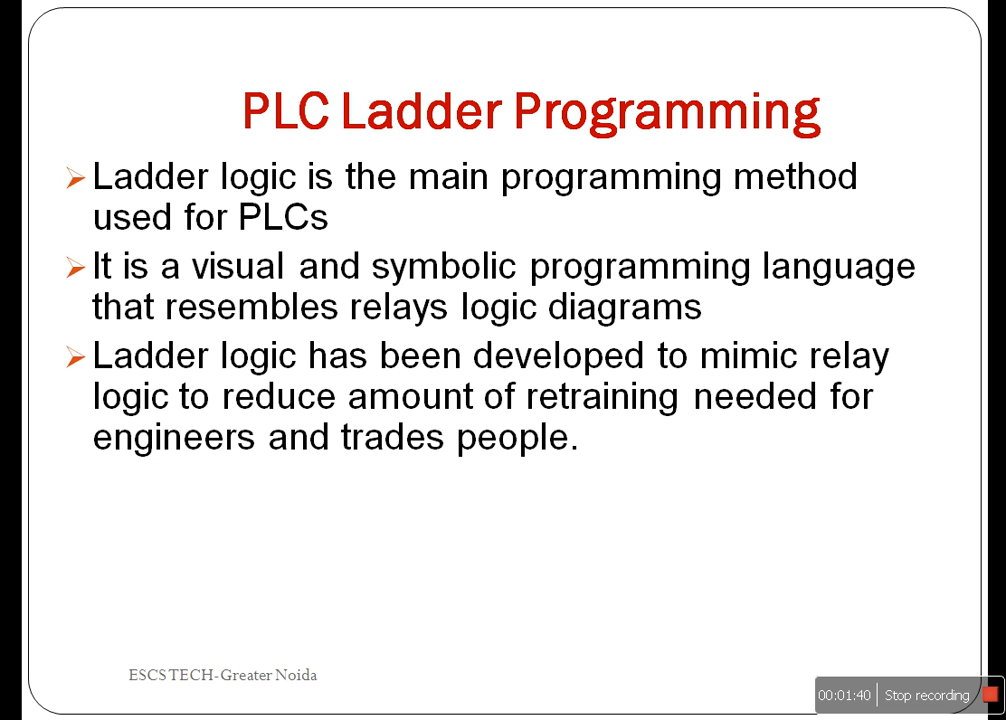 PLC Ladder Programming
Ladder logic is the main programming method
used for PLCs
It is a visual and symbolic programming language
that resembles relays logic diagrams
Ladder logic has been developed to mimic relay
logic to reduce amount of retraining needed for
engineers and trades people.
ESCSTECH-Greater Noida
00:01:40 Stop recording